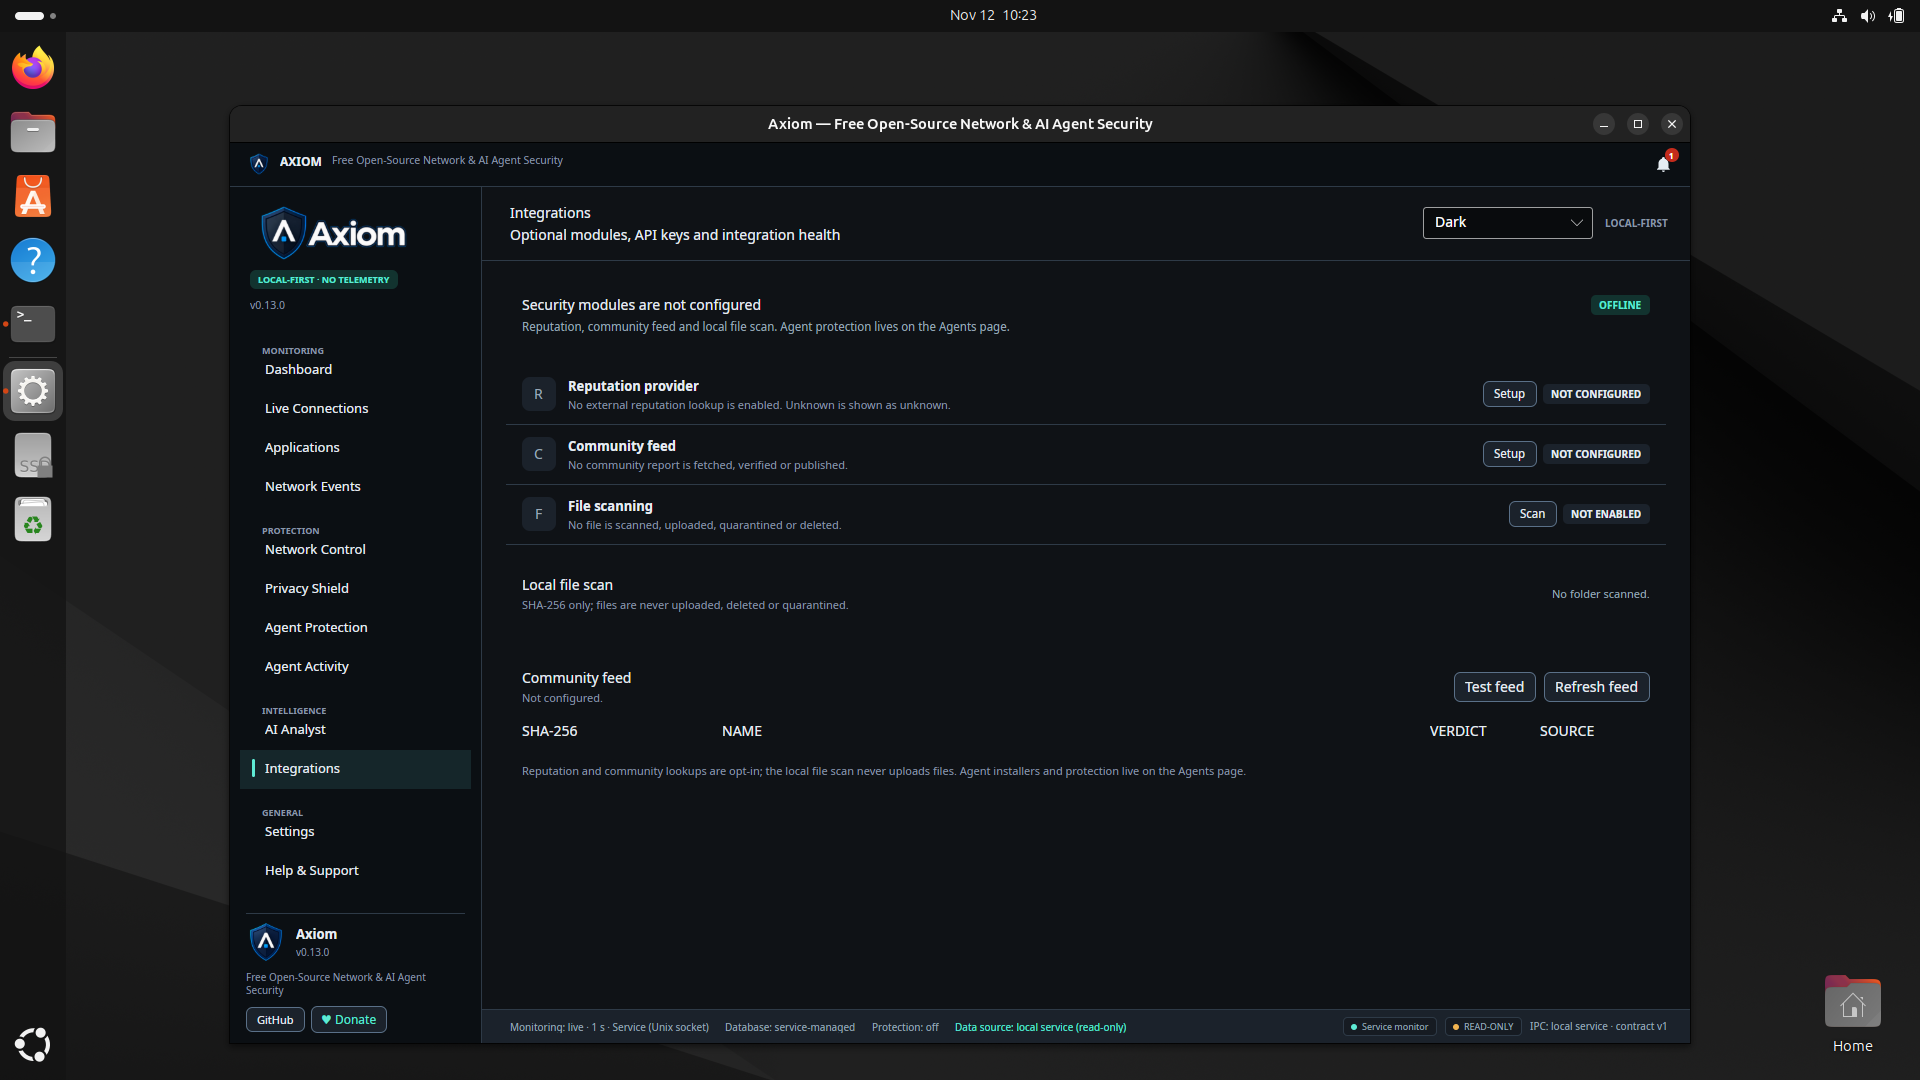 Nov 12 10:23
Axiom — Free Open-Source Network & AI Agent Security
AXIOM Free Open-Source Network & AI Agent Security
1
Axiom
LOCAL-FIRST · NO TELEMETRY
v0.13.0
MONITORING
Dashboard
Live Connections
Applications
Network Events
PROTECTION
Network Control
Privacy Shield
Agent Protection
Agent Activity
INTELLIGENCE
AI Analyst
Integrations
GENERAL
Settings
Help & Support
Axiom
v0.13.0
Free Open-Source Network & AI Agent
Security
GitHub
♥ Donate
Integrations
Optional modules, API keys and integration health
Dark
LOCAL-FIRST
Security modules are not configured
OFFLINE
Reputation, community feed and local file scan. Agent protection lives on the Agents page.
R
Reputation provider
No external reputation lookup is enabled. Unknown is shown as unknown.
Setup
NOT CONFIGURED
C
Community feed
No community report is fetched, verified or published.
Setup
NOT CONFIGURED
F
File scanning
No file is scanned, uploaded, quarantined or deleted.
Scan
NOT ENABLED
Local file scan
SHA-256 only; files are never uploaded, deleted or quarantined.
No folder scanned.
Community feed
Not configured.
Test feed
Refresh feed
SHA-256 NAME VERDICT SOURCE
Reputation and community lookups are opt-in; the local file scan never uploads files. Agent installers and protection live on the Agents page.
Monitoring: live · 1 s · Service (Unix socket)
Database: service-managed
Protection: off
Data source: local service (read-only)
Service monitor
READ-ONLY
IPC: local service · contract v1
Home
>_
?
SS